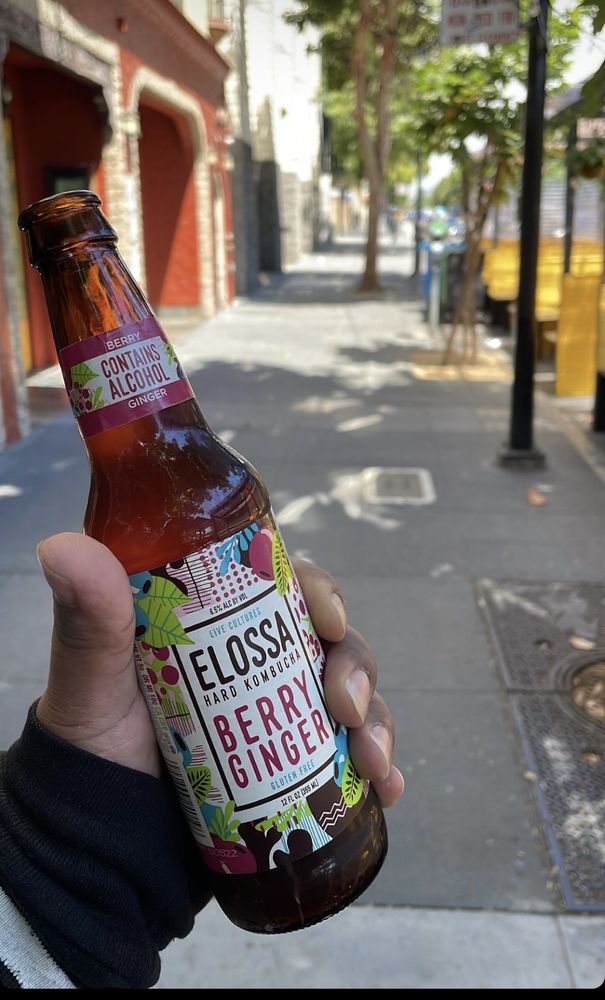 BERRY
CONTAINS
ALCOHOL
GINGER
6.5% ALC BY VOL
LIVE CULTURES
ELOSSA
HARD KOMBUCHA
BERRY
GINGER
GLUTEN FREE
12 FL OZ (355 ML)